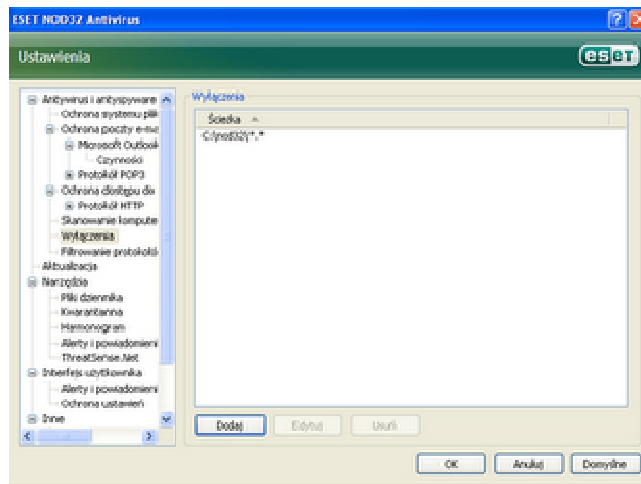 ESET NOD32 Antivirus
Ustawienia
eset
Antywirus i antyspyware
Ochrona systemu plik
Ochrona poczty e-ma
Microsoft Outlook
Czynności
Protokół POP3
Ochrona dostępu do
Protokół HTTP
Skanowanie komputer
Wyłączenia
Filtrowanie protokołó
Aktualizacja
Narzędzia
Pliki dziennika
Kwarantanna
Harmonogram
Alerty i powiadomieni
ThreatSense.Net
Interfejs użytkownika
Alerty i powiadomieni
Ochrona ustawień
Inne
Wyłączenia
Ścieżka
C:\nod32\*.*
Dodaj
Edytuj
Usuń
OK
Anuluj
Domyślne